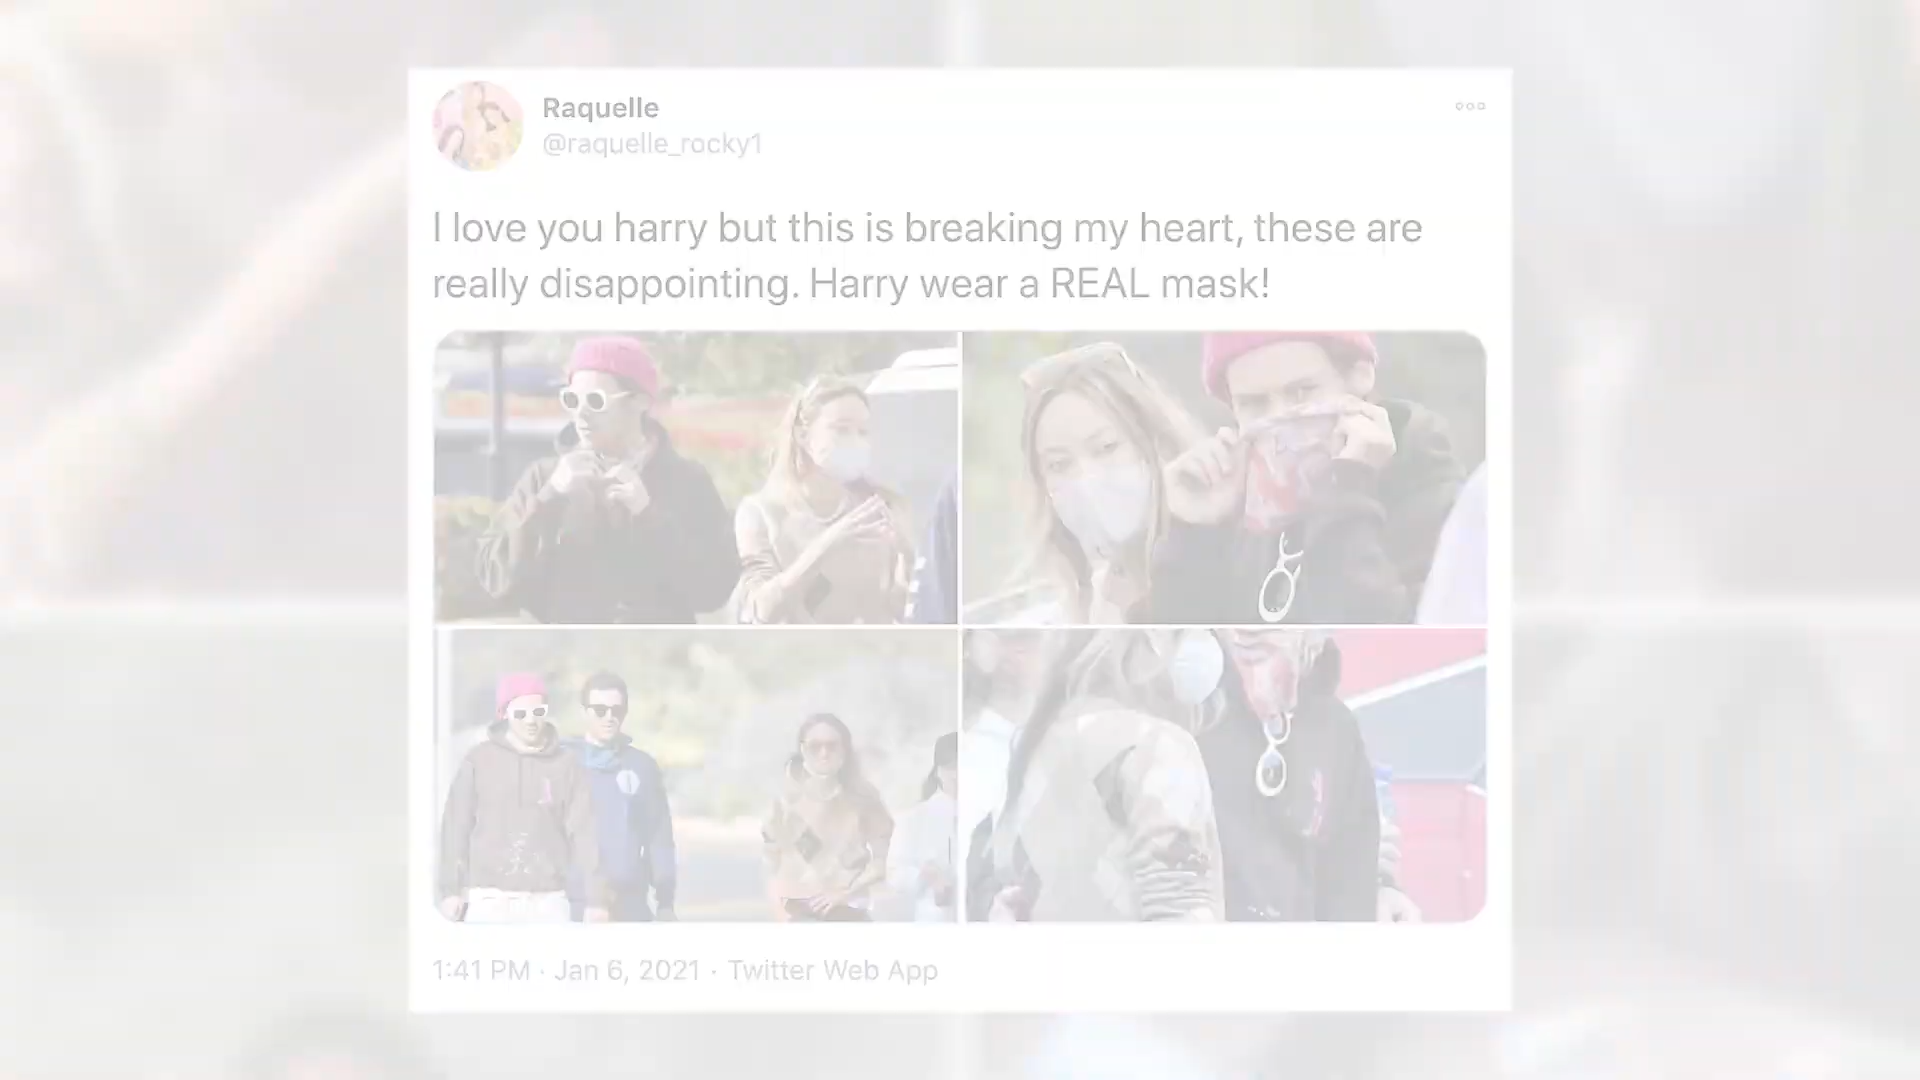 Raquelle
@raquelle_rocky1
I love you harry but this is breaking my heart, these are
really disappointing. Harry wear a REAL mask!
1:41 PM · Jan 6, 2021 · Twitter Web App